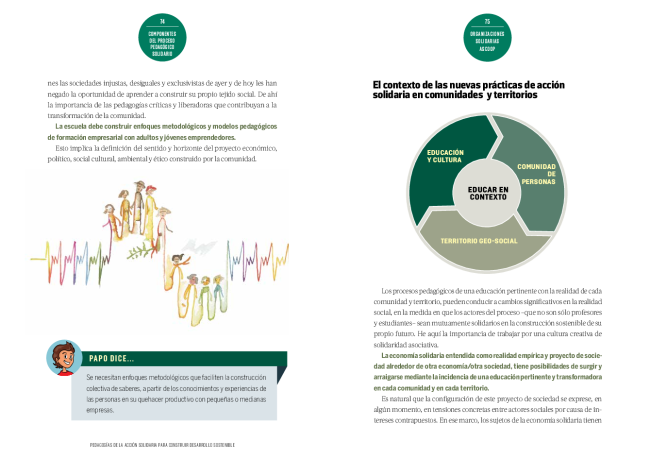 74
COMPONENTES
DEL PROCESO
PEDAGÓGICO
SOLIDARIO
nes las sociedades injustas, desiguales y exclusivistas de ayer y de hoy les han
negado la oportunidad de aprender a construir su propio tejido social. De ahí
la importancia de las pedagogías críticas y liberadoras que contribuyan a la
transformación de la comunidad.
La escuela debe construir enfoques metodológicos y modelos pedagógicos
de formación empresarial con adultos y jóvenes emprendedores.
Esto implica la definición del sentido y horizonte del proyecto económico,
político, social cultural, ambiental y ético construido por la comunidad.
PAPO DICE...
Se necesitan enfoques metodológicos que faciliten la construcción
colectiva de saberes, a partir de los conocimientos y experiencias de
las personas en su quehacer productivo con pequeñas o medianas
empresas.
PEDAGOGÍAS DE LA ACCIÓN SOLIDARIA PARA CONSTRUIR DESARROLLO SOSTENIBLE
75
ORGANIZACIONES
SOLIDARIAS
ASCOOP
El contexto de las nuevas prácticas de acción
solidaria en comunidades y territorios
EDUCACIÓN
Y CULTURA
COMUNIDAD
DE
PERSONAS
EDUCAR EN
CONTEXTO
TERRITORIO GEO-SOCIAL
Los procesos pedagógicos de una educación pertinente con la realidad de cada
comunidad y territorio, pueden conducir a cambios significativos en la realidad
social, en la medida en que los actores del proceso –que no son sólo profesores
y estudiantes– sean mutuamente solidarios en la construcción sostenible de su
propio futuro. He aquí la importancia de trabajar por una cultura creativa de
solidaridad asociativa.
La economía solidaria entendida como realidad empírica y proyecto de socie-
dad alrededor de otra economía/otra sociedad, tiene posibilidades de surgir y
arraigarse mediante la incidencia de una educación pertinente y transformadora
en cada comunidad y en cada territorio.
Es natural que la configuración de este proyecto de sociedad se exprese, en
algún momento, en tensiones concretas entre actores sociales por causa de in-
tereses contrapuestos. En ese marco, los sujetos de la economía solidaria tienen